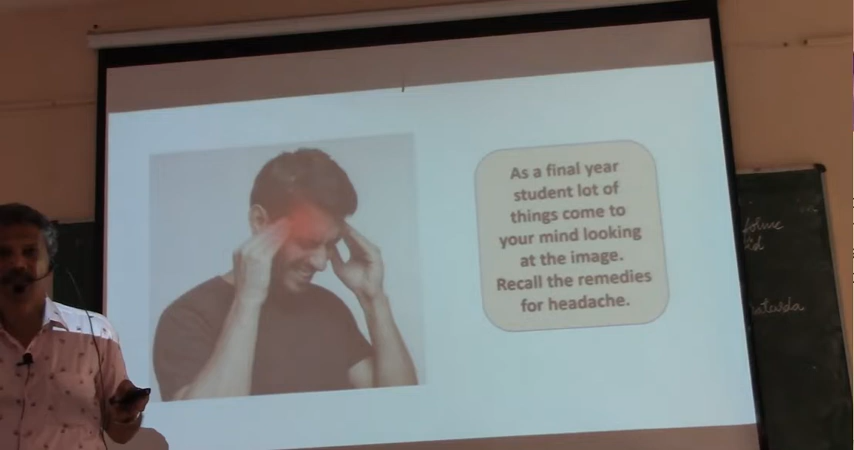 As a final year
student lot of
things come to
your mind looking
at the image.
Recall the remedies
for headache.